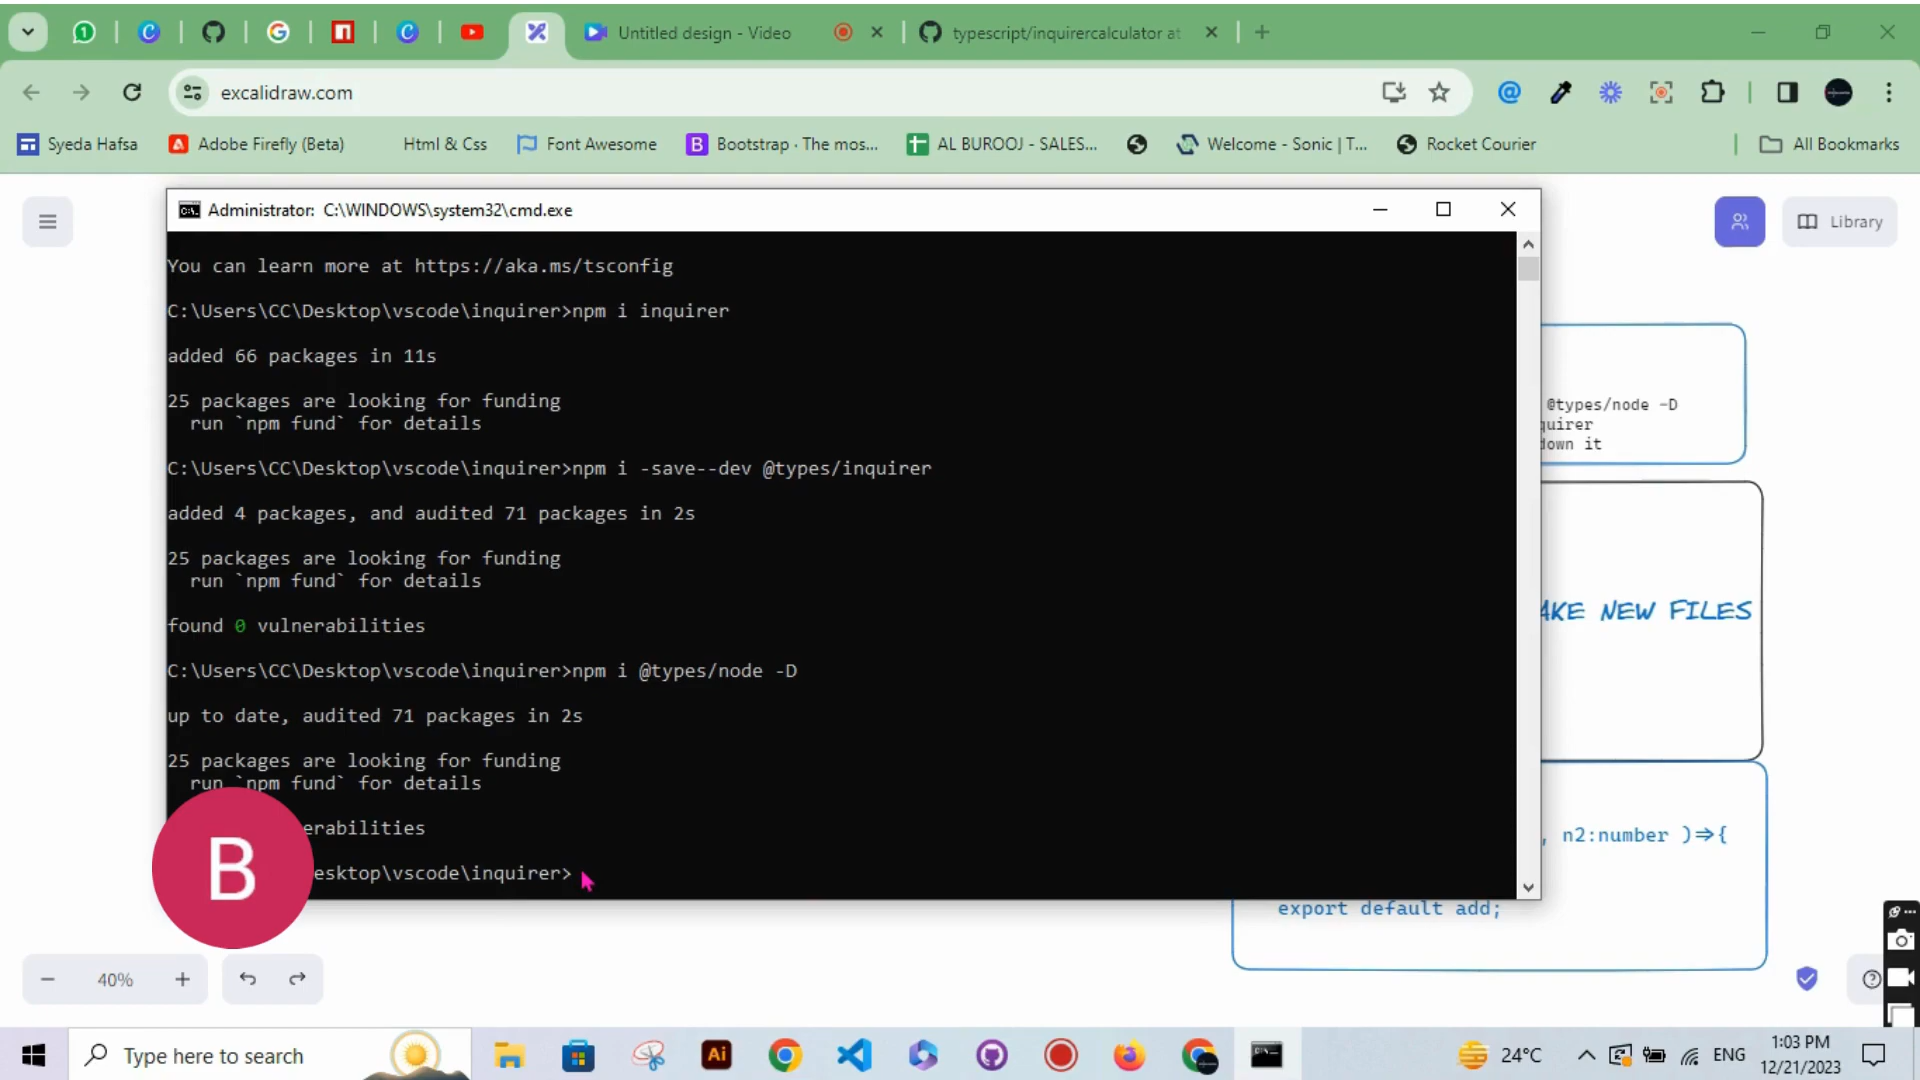 Untitled design - Video
typescript/inquirercalculator at
excalidraw.com
Syeda Hafsa
Adobe Firefly (Beta)
Html & Css
Font Awesome
Bootstrap · The mos...
AL BUROOJ - SALES...
Welcome - Sonic | T...
Rocket Courier
All Bookmarks
Administrator: C:\WINDOWS\system32\cmd.exe
Library
You can learn more at https://aka.ms/tsconfig
C:\Users\CC\Desktop\vscode\inquirer>npm i inquirer
added 66 packages in 11s
25 packages are looking for funding
run `npm fund` for details
C:\Users\CC\Desktop\vscode\inquirer>npm i -save--dev @types/inquirer
added 4 packages, and audited 71 packages in 2s
25 packages are looking for funding
run `npm fund` for details
found 0 vulnerabilities
C:\Users\CC\Desktop\vscode\inquirer>npm i @types/node -D
up to date, audited 71 packages in 2s
25 packages are looking for funding
run `npm fund` for details
erabilities
esktop\vscode\inquirer>
B
@types/node -D
quirer
down it
AKE NEW FILES
, n2:number )=>{
export default add;
40%
Type here to search
Ai
24°C
ENG
1:03 PM
12/21/2023